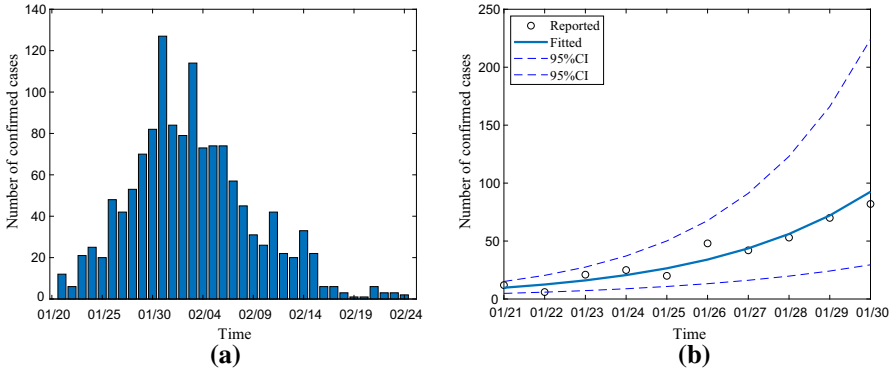 140
120
100
80
60
40
20
0
Number of confirmed cases
01/20 01/25 01/30 02/04 02/09 02/14 02/19 02/24
Time
(a)
250
200
150
100
50
0
Number of confirmed cases
Reported
Fitted
95%CI
95%CI
01/21 01/22 01/23 01/24 01/25 01/26 01/27 01/28 01/29 01/30
Time
(b)